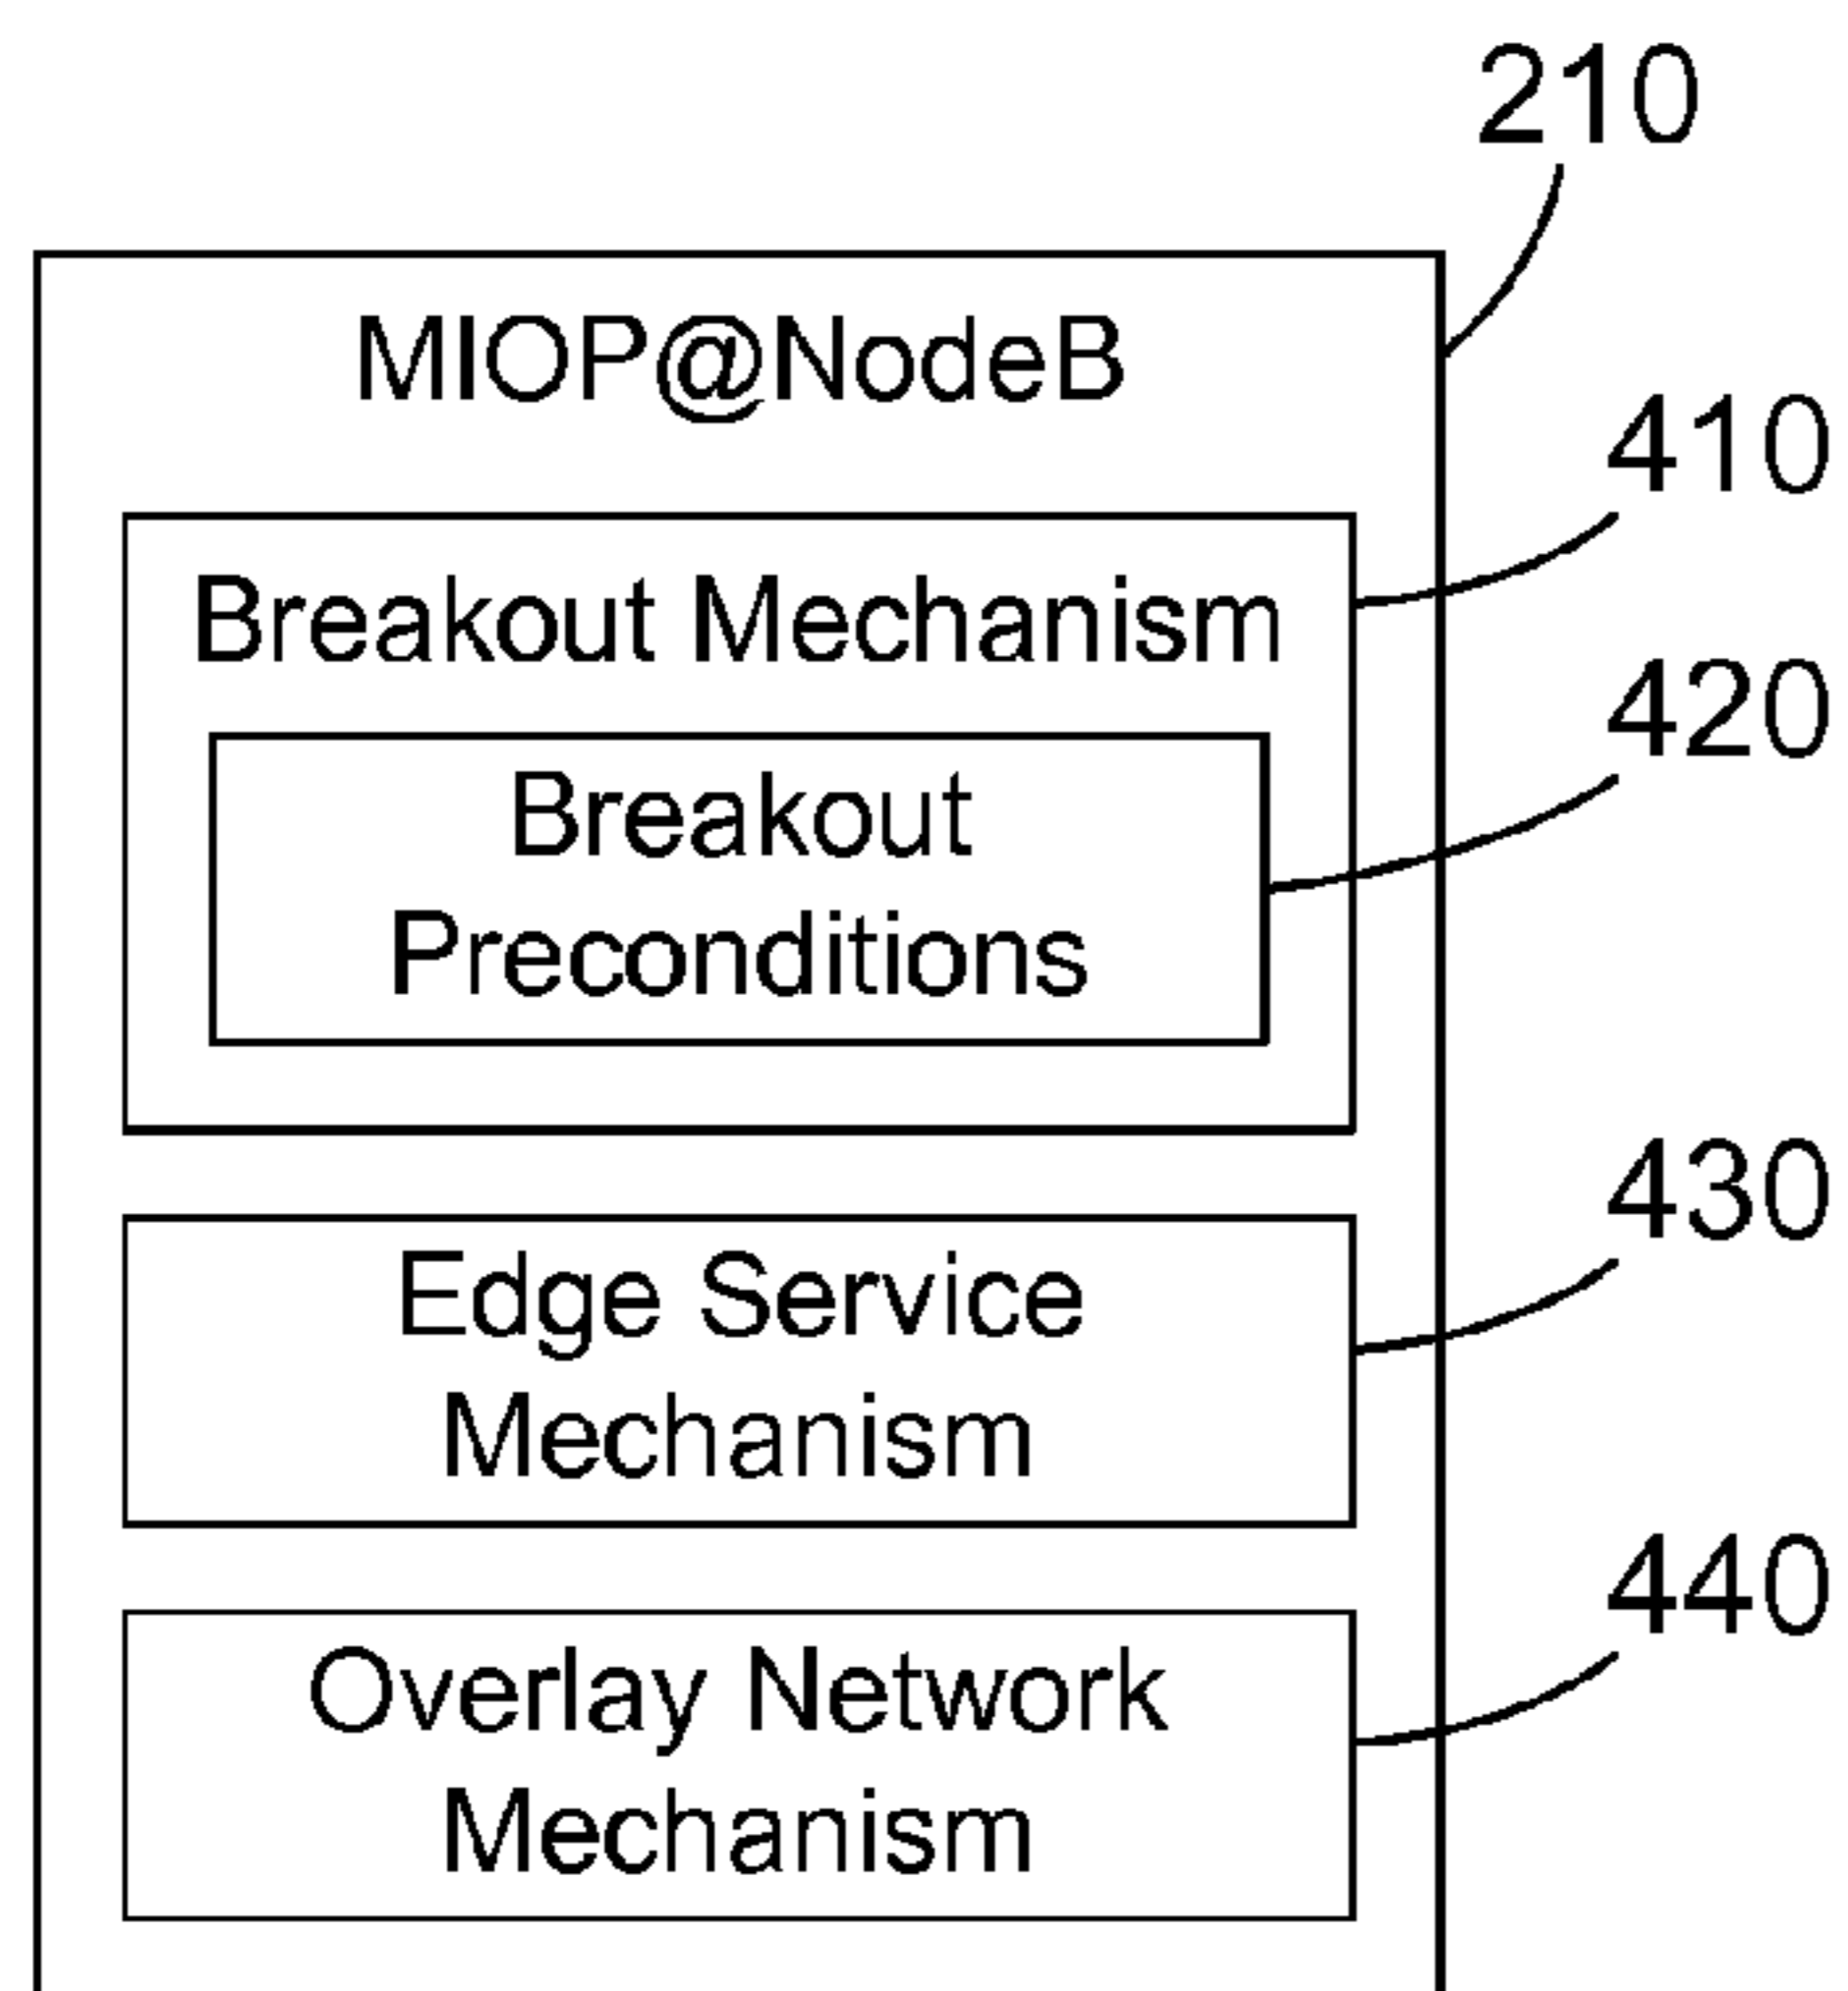 210
MIOP@NodeB
410
Breakout Mechanism
420
Breakout
Preconditions
430
Edge Service
Mechanism
440
Overlay Network
Mechanism